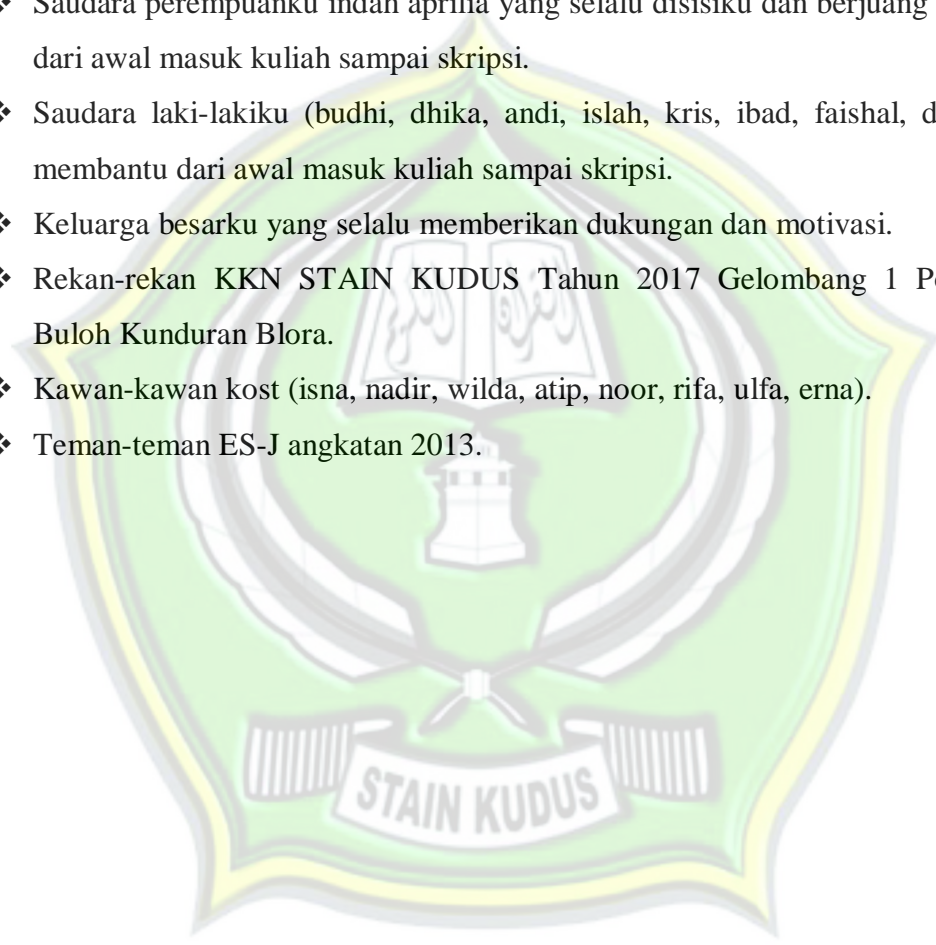 ❖ Saudara perempuanku indah aprilia yang selalu disisiku dan berjuang
dari awal masuk kuliah sampai skripsi.
❖ Saudara laki-lakiku (budhi, dhika, andi, islah, kris, ibad, faishal,
membantu dari awal masuk kuliah sampai skripsi.
❖ Keluarga besarku yang selalu memberikan dukungan dan motivasi.
❖ Rekan-rekan KKN STAIN KUDUS Tahun 2017 Gelombang 1
Buloh Kunduran Blora.
❖ Kawan-kawan kost (isna, nadir, wilda, atip, noor, rifa, ulfa, erna).
❖ Teman-teman ES-J angkatan 2013.
STAIN KUDUS